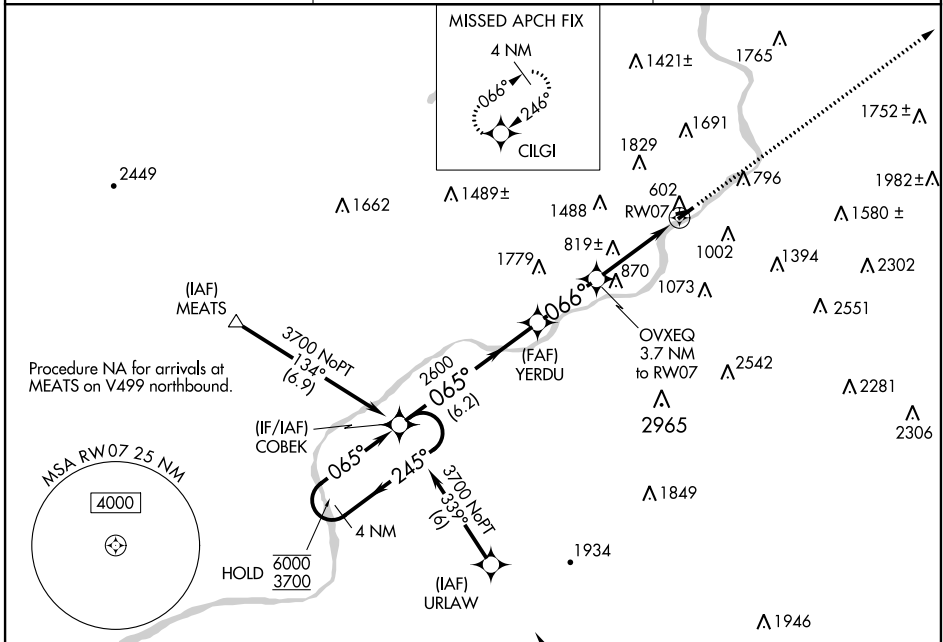 MISSED APCH FIX
4 NM
066°
246°
CILGI
1421±
1765
1752±
1691
1829
2449
1662
1489±
1488
602
RW07
796
1982±
1580 ±
819±
1002
1779
870
1073
1394
2302
(IAF)
MEATS
3700 NoPT
134°
(6.9)
066°
OVXEQ
3.7 NM
to RW07
2551
(FAF)
YERDU
Procedure NA for arrivals at
MEATS on V499 northbound.
2600
065°
(6.2)
2542
2281
2965
2306
(IF/IAF)
COBEK
065°
245°
MSA RW07 25 NM
4000
3700 NoPT
339°
(6)
1849
4 NM
HOLD
6000
3700
1934
(IAF)
URLAW
1946